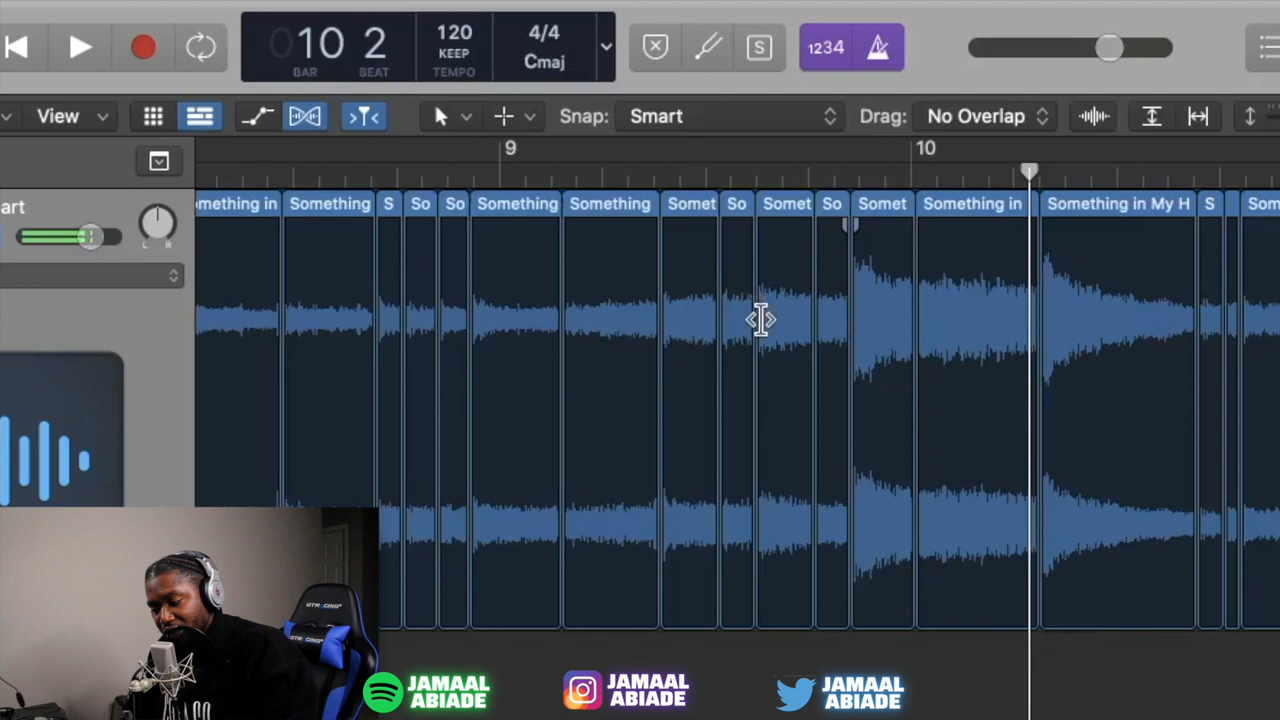 10 2
BAR BEAT
120
KEEP
TEMPO
4/4
Cmaj
S
1234
View
Snap: Smart
Drag: No Overlap
9 10
art
L R
mething in Something S So So Something Something Somet So Somet So Somet Something in Something in My H S Som
GTRACING
GTRACING
JAMAAL
ABIADE
JAMAAL
ABIADE
JAMAAL
ABIADE